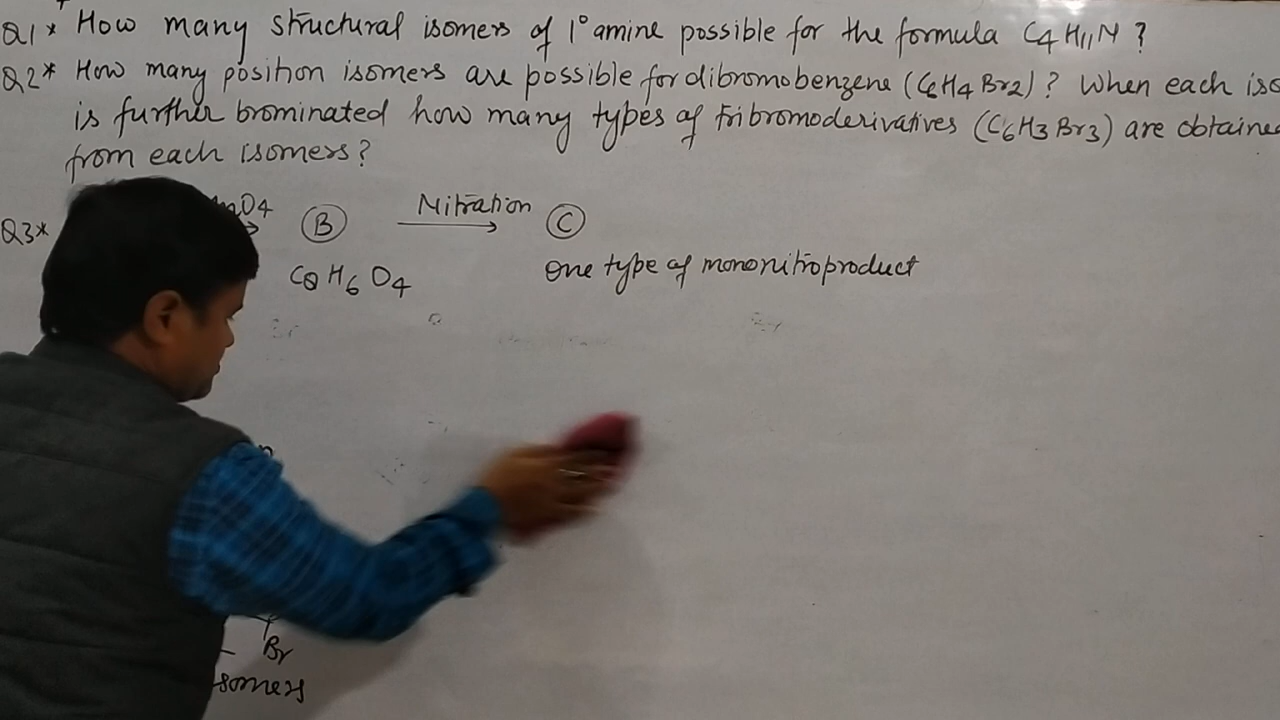 Q1* How many structural isomers of 1° amine possible for the formula C4H11N ?
Q2* How many position isomers are possible for dibromobenzene (C6H4Br2) ? When each iso
is further brominated how many types of tribromoderivatives (C6H3Br3) are obtaine
from each isomers ?
Q3* nO4 → B Nitration → C
C8H6O4 one type of mononitroproduct
Br
somers